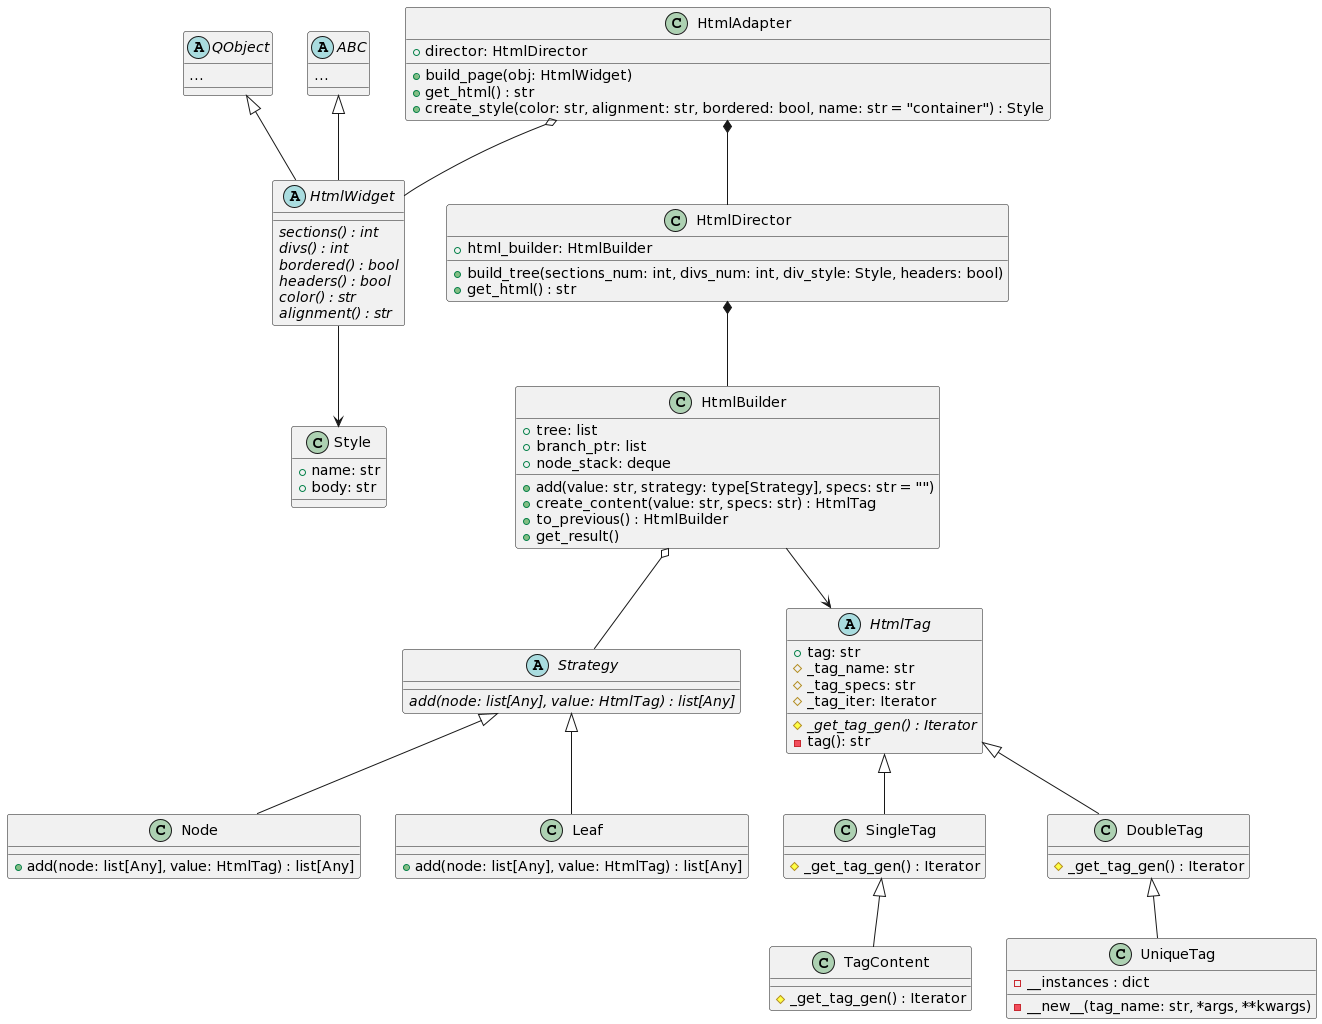 A QObject
...
A ABC
...
C HtmlAdapter
director: HtmlDirector
build_page(obj: HtmlWidget)
get_html() : str
create_style(color: str, alignment: str, bordered: bool, name: str = "container") : Style
A HtmlWidget
sections() : int
divs() : int
bordered() : bool
headers() : bool
color() : str
alignment() : str
C HtmlDirector
html_builder: HtmlBuilder
build_tree(sections_num: int, divs_num: int, div_style: Style, headers: bool)
get_html() : str
C Style
name: str
body: str
C HtmlBuilder
tree: list
branch_ptr: list
node_stack: deque
add(value: str, strategy: type[Strategy], specs: str = "")
create_content(value: str, specs: str) : HtmlTag
to_previous() : HtmlBuilder
get_result()
A Strategy
add(node: list[Any], value: HtmlTag) : list[Any]
A HtmlTag
tag: str
_tag_name: str
_tag_specs: str
_tag_iter: Iterator
_get_tag_gen() : Iterator
tag(): str
C Node
add(node: list[Any], value: HtmlTag) : list[Any]
C Leaf
add(node: list[Any], value: HtmlTag) : list[Any]
C SingleTag
_get_tag_gen() : Iterator
C DoubleTag
_get_tag_gen() : Iterator
C TagContent
_get_tag_gen() : Iterator
C UniqueTag
__instances : dict
__new__(tag_name: str, *args, **kwargs)